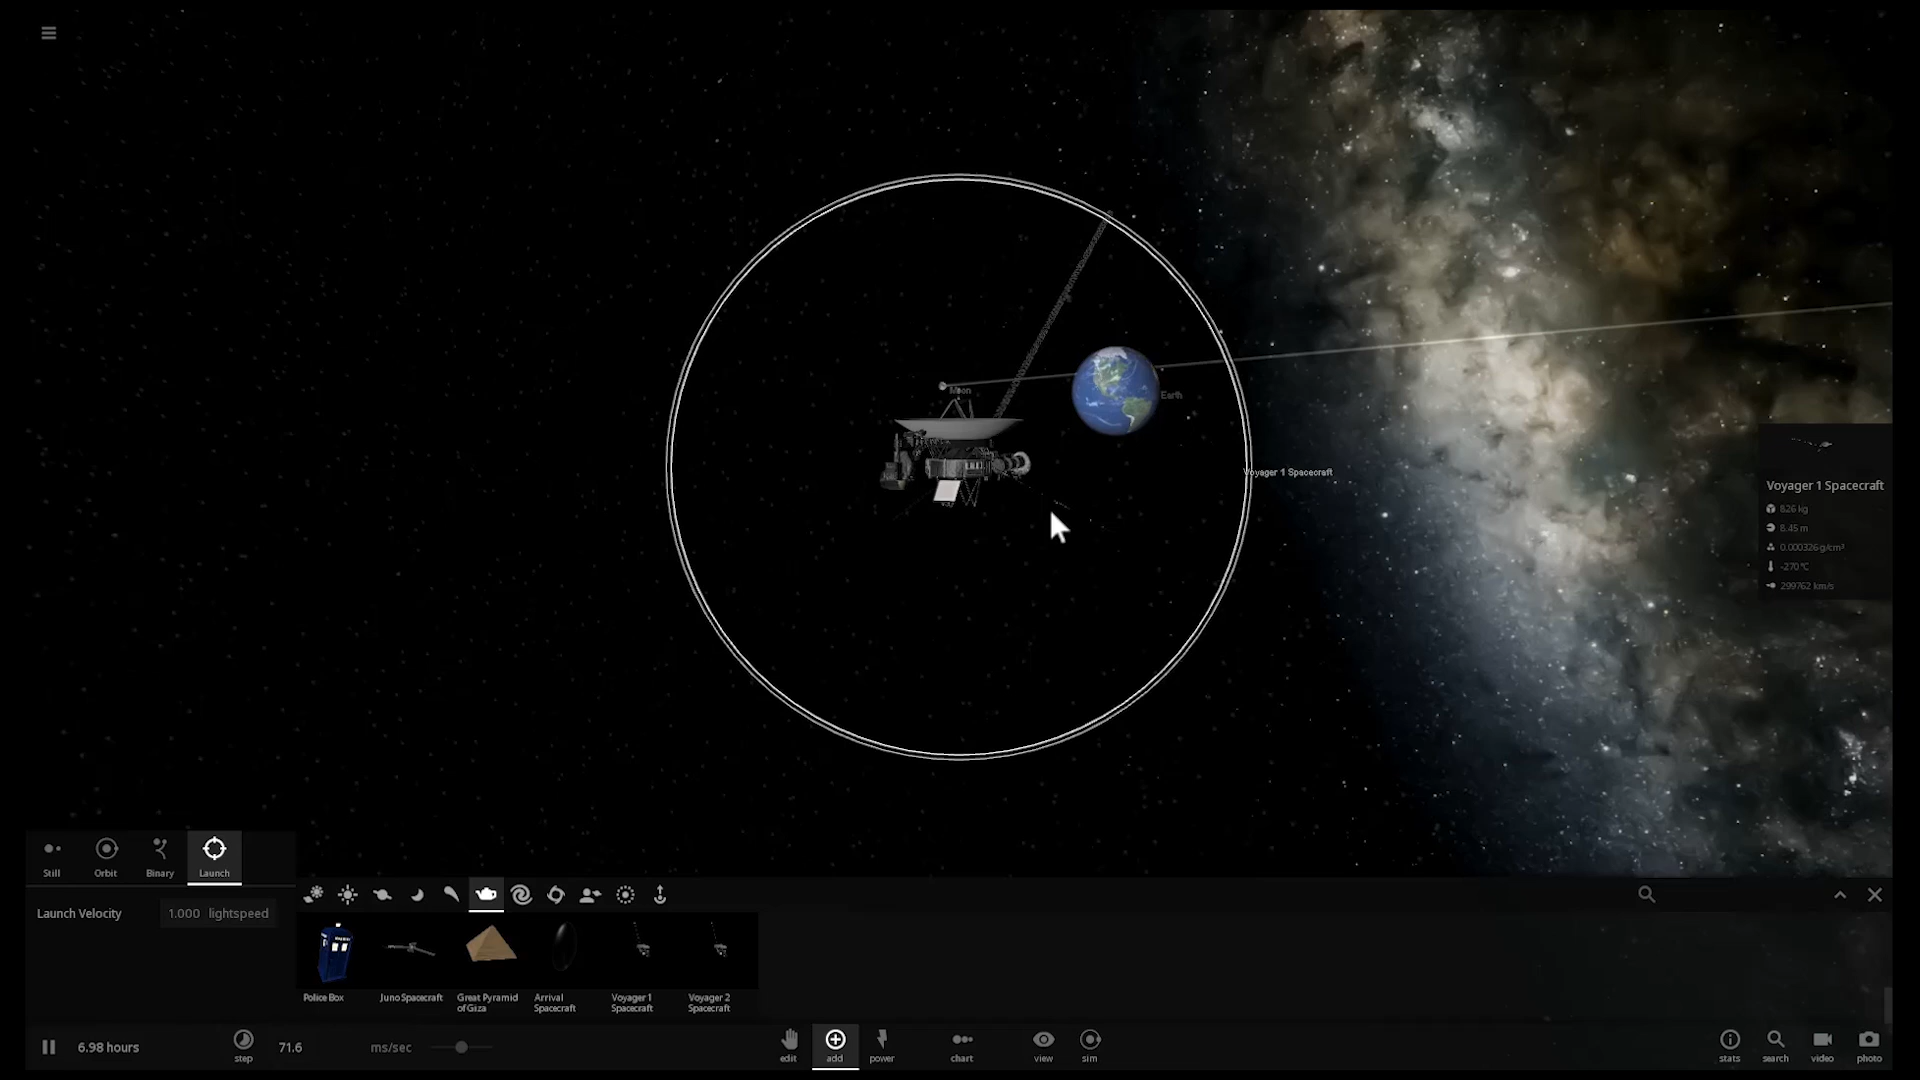 Moon
Earth
Voyager 1 Spacecraft
Voyager 1 Spacecraft
826 kg
8.45 m
0.000326 g/cm³
-270 °C
299762 km/s
Still
Orbit
Binary
Launch
Launch Velocity
1.000 lightspeed
Police Box
Juno Spacecraft
Great Pyramid
of Giza
Arrival
Spacecraft
Voyager 1
Spacecraft
Voyager 2
Spacecraft
6.98 hours
step
71.6
ms/sec
edit
add
power
chart
view
sim
stats
search
video
photo